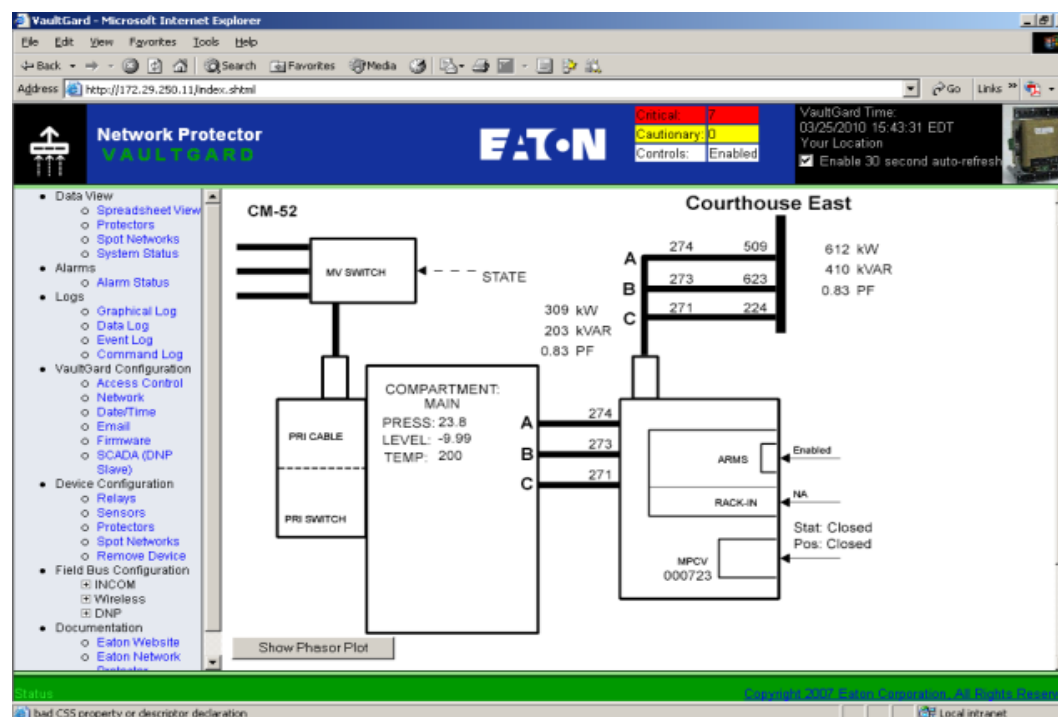 VaultGard - Microsoft Internet Explorer
File Edit View Favorites Tools Help
Back Search Favorites Media
Address http://172.29.250.11/index.shtml Go Links »
Network Protector
VAULTGARD
EATON
Critical: 7
Cautionary: 0
Controls: Enabled
VaultGard Time:
03/25/2010 15:43:31 EDT
Your Location
Enable 30 second auto-refresh
Data View
Spreadsheet View
Protectors
Spot Networks
System Status
Alarms
Alarm Status
Logs
Graphical Log
Data Log
Event Log
Command Log
VaultGard Configuration
Access Control
Network
Date/Time
Email
Firmware
SCADA (DNP
Slave)
Device Configuration
Relays
Sensors
Protectors
Spot Networks
Remove Device
Field Bus Configuration
INCOM
Wireless
DNP
Documentation
Eaton Website
Eaton Network
Protector
CM-52
Courthouse East
MV SWITCH
STATE
A 274 509
B 273 623
C 271 224
612 kW
410 kVAR
0.83 PF
309 kW
203 kVAR
0.83 PF
PRI CABLE
PRI SWITCH
COMPARTMENT:
MAIN
PRESS: 23.8
LEVEL: -9.99
TEMP: 200
A 274
B 273
C 271
ARMS
Enabled
RACK-IN
NA
Stat: Closed
Pos: Closed
MPCV
000723
Show Phasor Plot
Status
Copyright 2007 Eaton Corporation, All Rights Reserv
bad CSS property or descriptor declaration
Local intranet